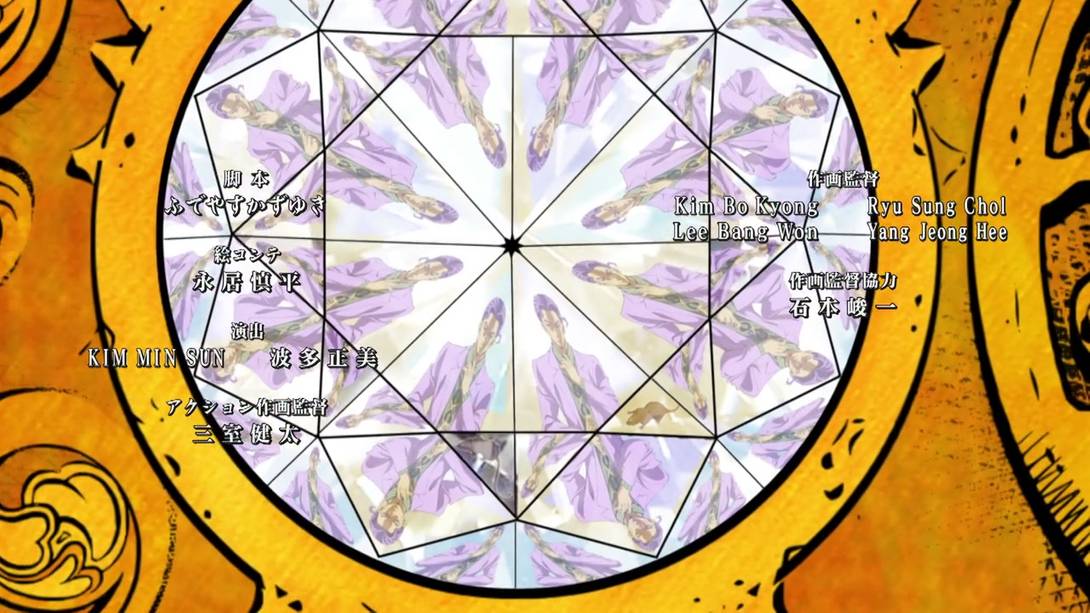 脚本
ふでやすかずゆき
絵コンテ
永居慎平
演出
KIM MIN SUN 波多正美
アクション作画監督
三室健太
作画監督
Kim Bo Kyong Ryu Sung Chol
Lee Bang Won Yang Jeong Hee
作画監督協力
石本峻一